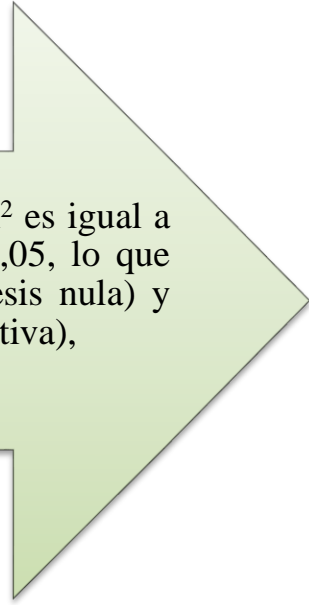 ² es igual a
,05, lo que
esis nula) y
tiva),